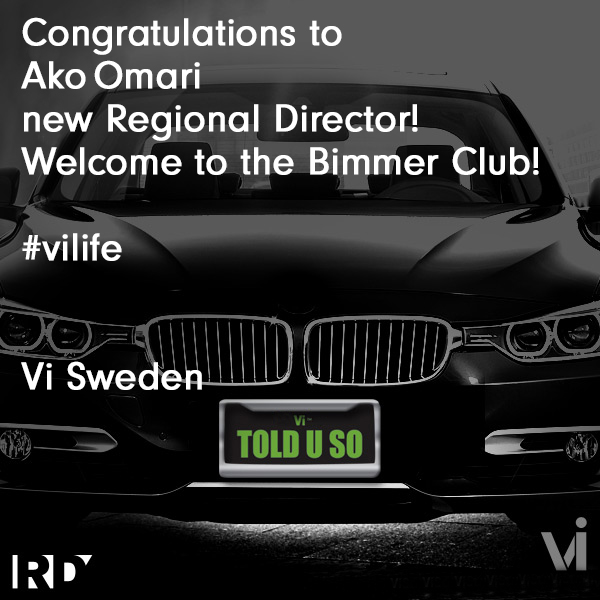 Congratulations to
Ako Omari
new Regional Director!
Welcome to the Bimmer Club!
#vilife
Vi Sweden
Vi™
TOLD U SO
RD
vi